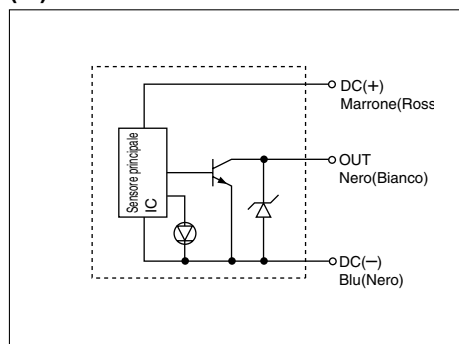 DC(+)
Marrone(Ross
OUT
Nero(Bianco)
Sensore principale
IC
DC(−)
Blu(Nero)